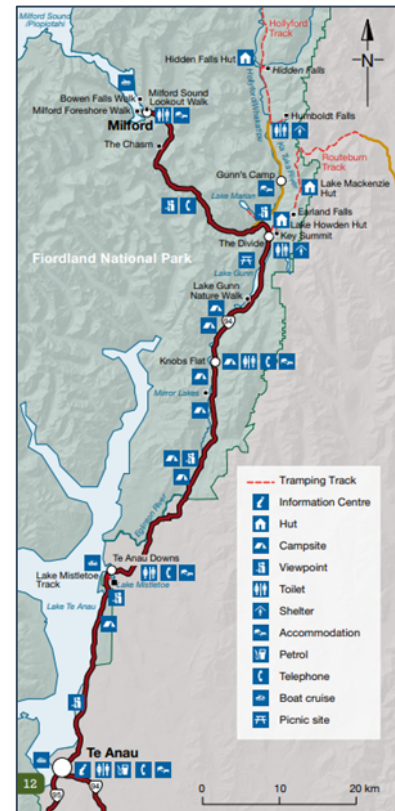 Milford Sound
/Piopiotahi
Hollyford
Track
Hidden Falls Hut
Hidden Falls
N
Bowen Falls Walk
Milford Sound
Lookout Walk
Milford Foreshore Walk
Milford
The Chasm
Humboldt Falls
Routeburn
Track
Gunn's Camp
Lake Mackenzie
Hut
Lake Marian
Earland Falls
Lake Howden Hut
Key Summit
The Divide
Fiordland National Park
Lake Gunn
Lake Gunn
Nature Walk
94
Knobs Flat
Mirror Lakes
Eglinton River
Te Anau Downs
Lake Mistletoe
Track
Lake Mistletoe
Lake Te Anau
Te Anau
12
95
94
Tramping Track
Information Centre
Hut
Campsite
Viewpoint
Toilet
Shelter
Accommodation
Petrol
Telephone
Boat cruise
Picnic site
0 10 20 km